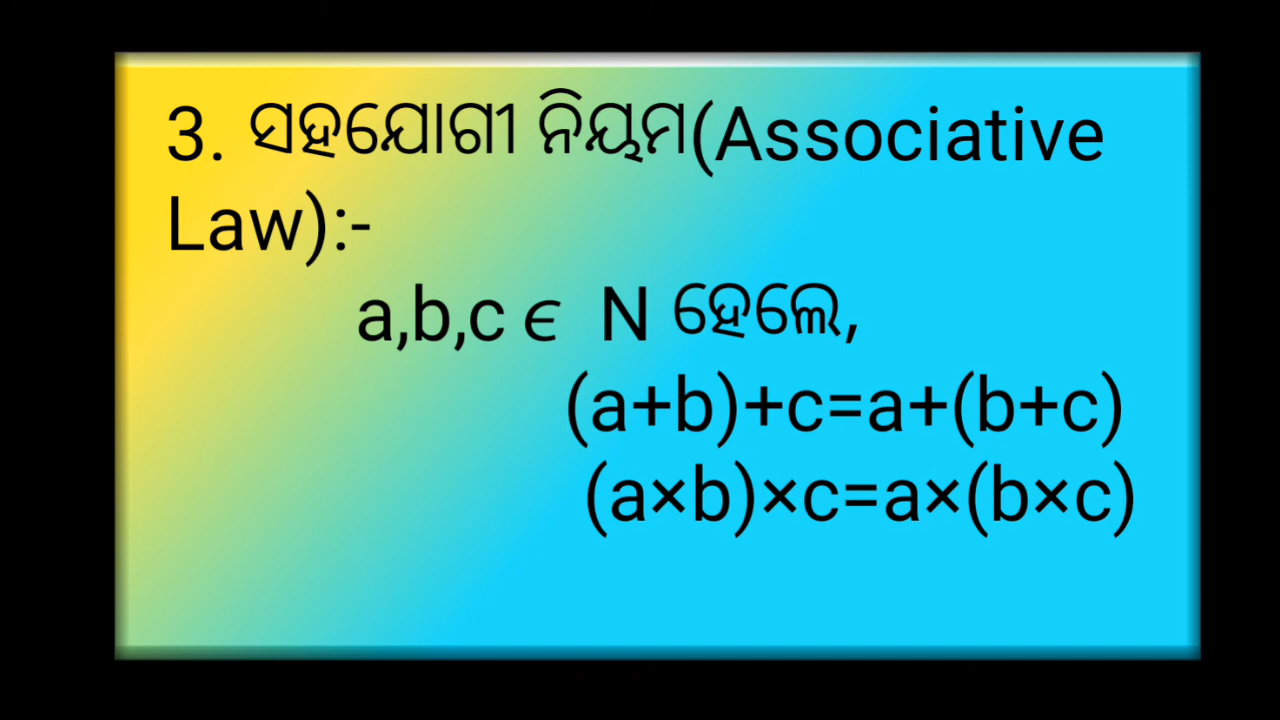 3. ସହଯୋଗୀ ନିୟମ(Associative
Law):-
a,b,c ϵ N ହେଲେ,
(a+b)+c=a+(b+c)
(a×b)×c=a×(b×c)